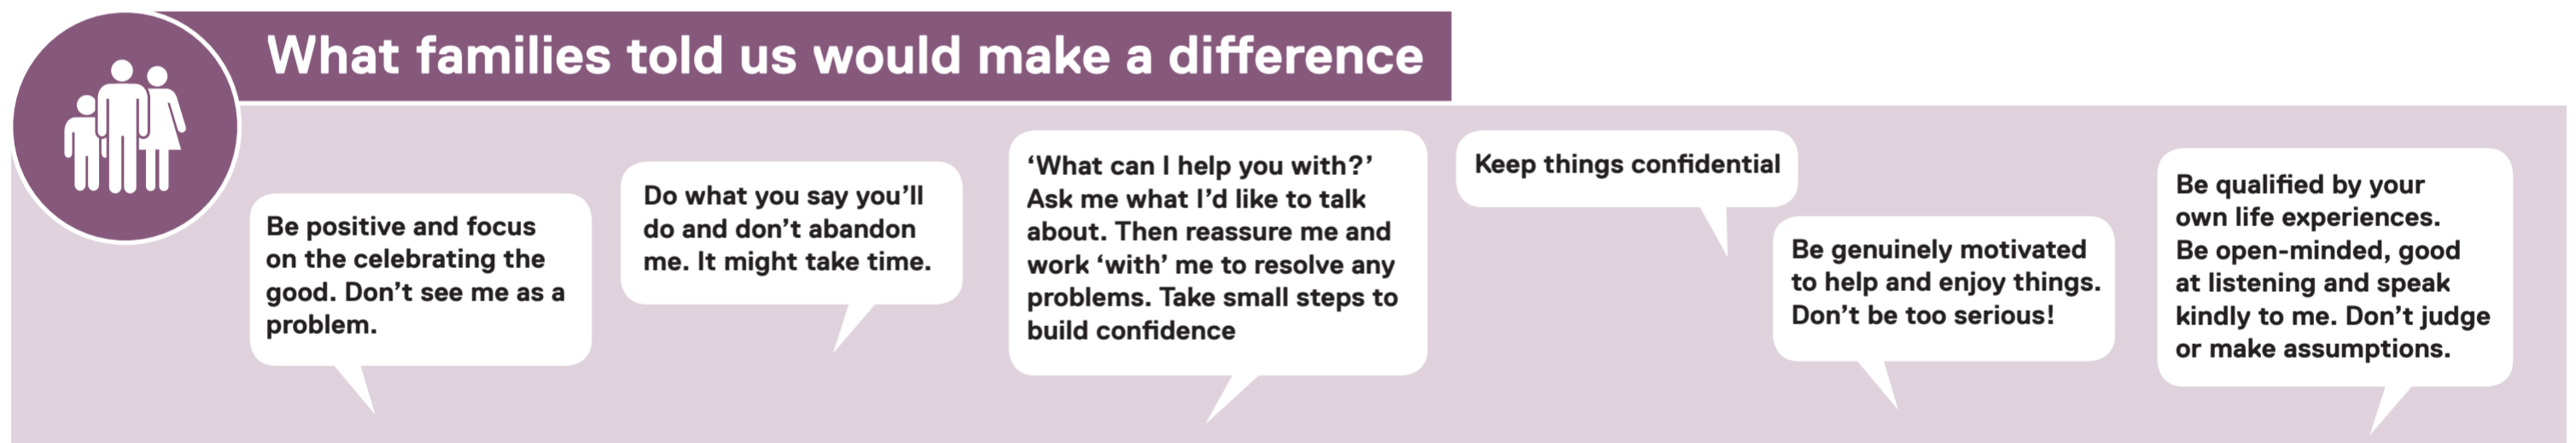 What families told us would make a difference
Be positive and focus
on the celebrating the
good. Don't see me as a
problem.
Do what you say you'll
do and don't abandon
me. It might take time.
‘What can I help you with?’
Ask me what I'd like to talk
about. Then reassure me and
work ‘with’ me to resolve any
problems. Take small steps to
build confidence
Keep things confidential
Be genuinely motivated
to help and enjoy things.
Don't be too serious!
Be qualified by your
own life experiences.
Be open-minded, good
at listening and speak
kindly to me. Don't judge
or make assumptions.